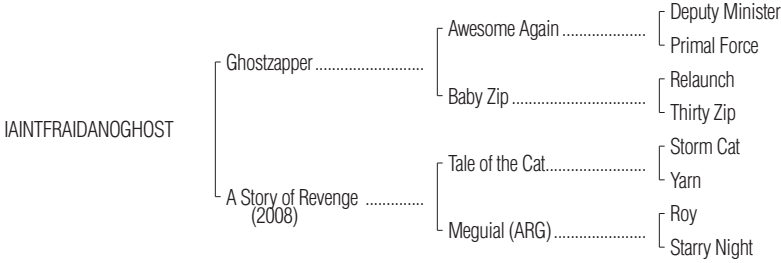 Deputy Minister
Awesome Again ......................
Primal Force
Ghostzapper ..........................
Relaunch
Baby Zip ................................
Thirty Zip
IAINTFRAIDANOGHOST
Storm Cat
Tale of the Cat........................
Yarn
A Story of Revenge ..............
(2008)
Roy
Meguial (ARG) ......................
Starry Night